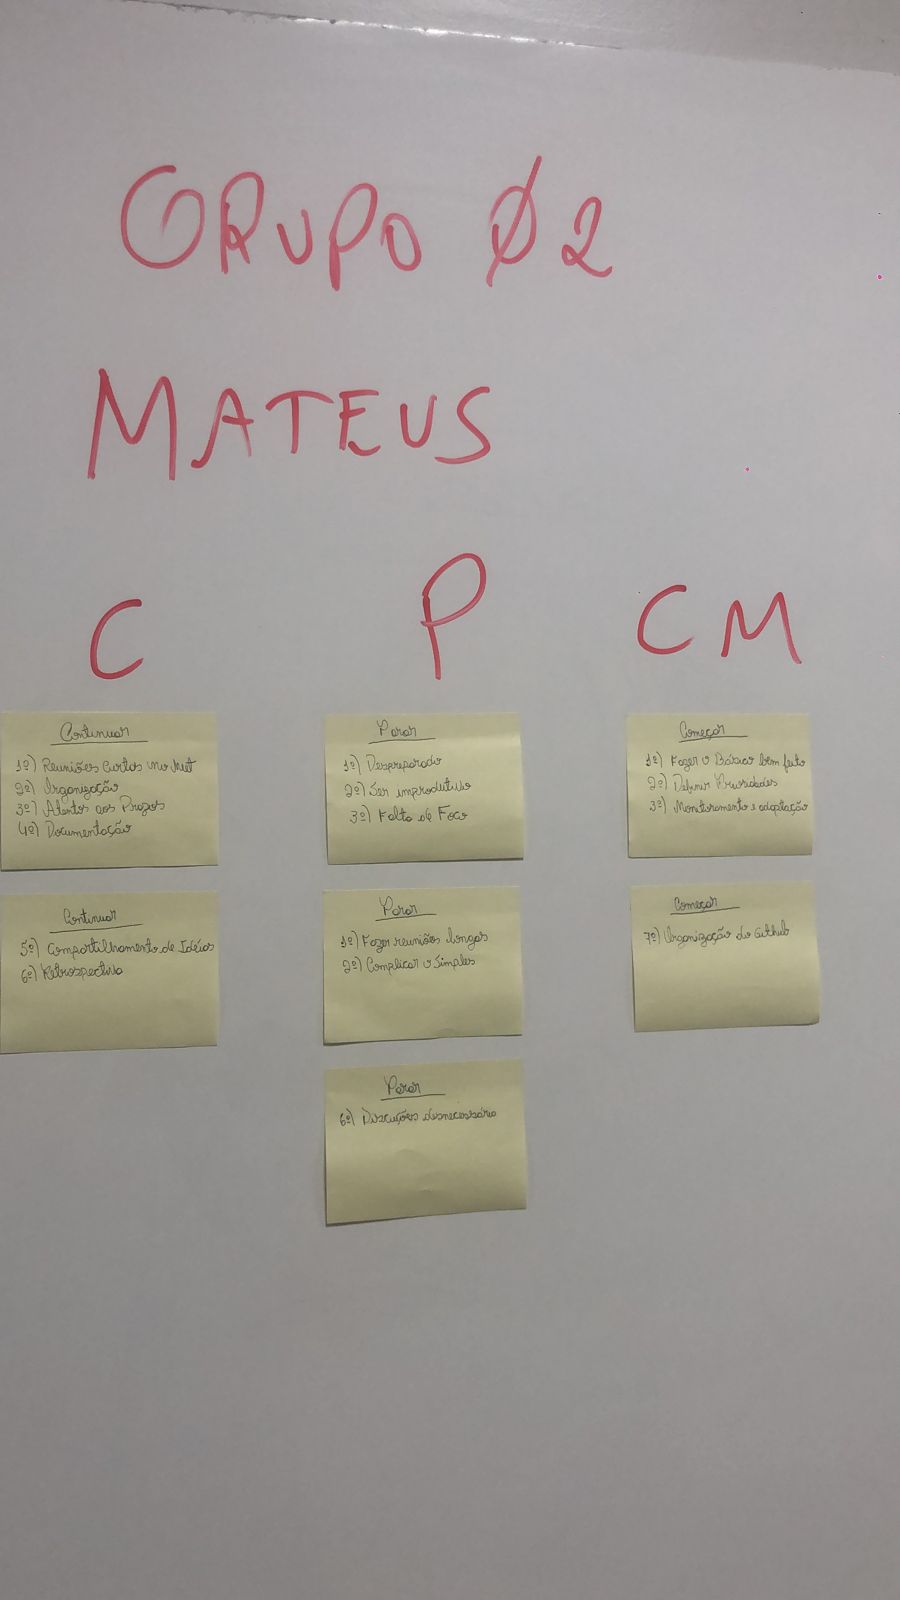 GRUPO Ø2
MATEUS
C
P
CM
Continuar
1º) Reuniões Curtas no Met
2º) Organização
3º) Atentos aos Prazos
4º) Documentação
Continuar
5º) Compartilhamento de Idéias
6º) Retrospectiva
Parar
1º) Despreparado
2º) Ser improdutivo
3º) Falta de Foco
Parar
1º) Fazer reuniões longas
2º) Complicar o Simples
Parar
6º) Discuções desnecessário
Começar
1º) Fazer o Básico bem feito
2º) Definir Prioridades
3º) Monitoramento e adaptação
Começar
7º) Organização do Github